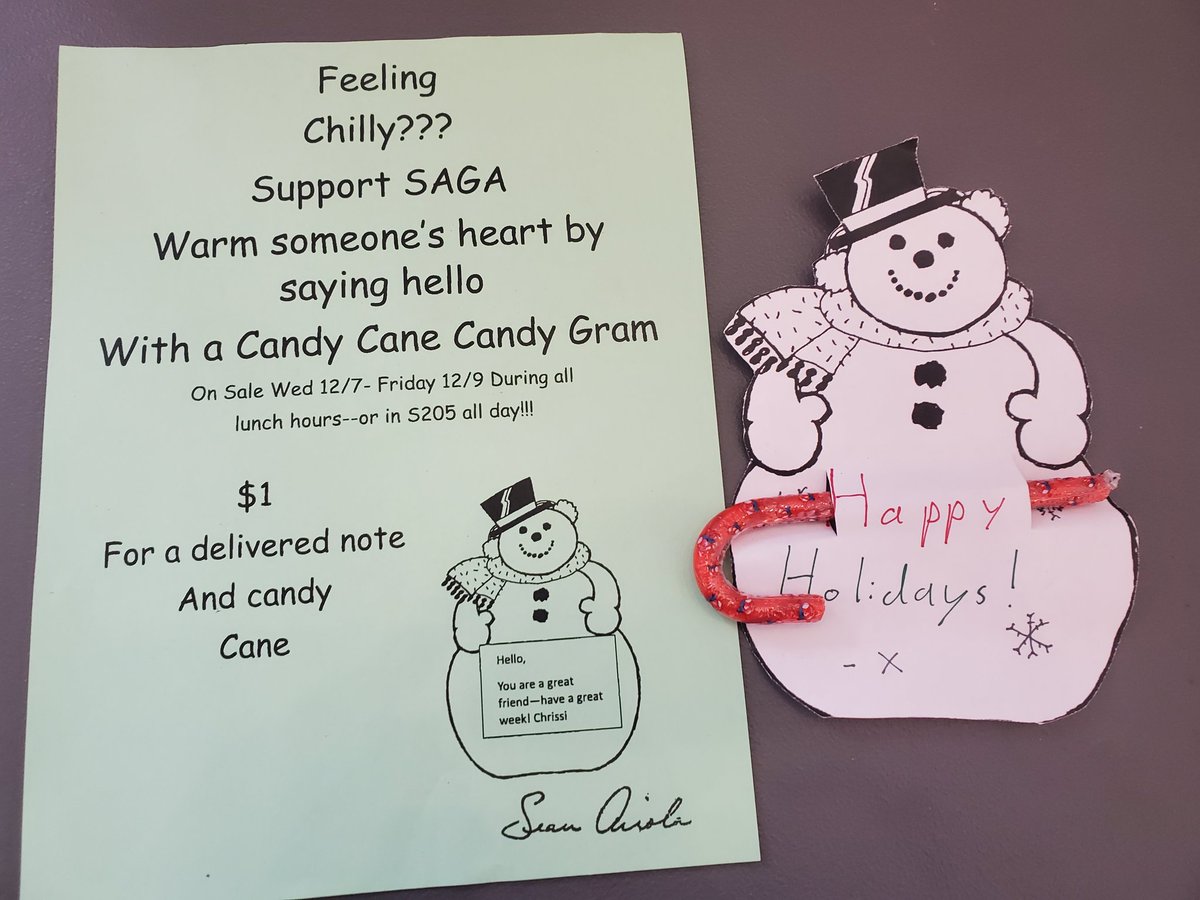 Feeling
Chilly???
Support SAGA
Warm someone's heart by
saying hello
With a Candy Cane Candy Gram
On Sale Wed 12/7- Friday 12/9 During all
lunch hours--or in S205 all day!!!
$1
For a delivered note
And candy
Cane
Hello,
You are a great
friend—have a great
week! Chrissi
Happy
Holidays!
- X